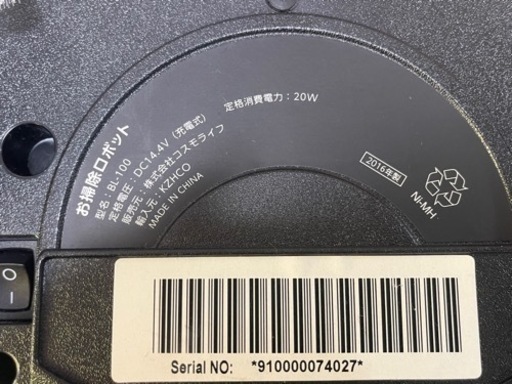 お掃除ロボット
型名：BL-100
定格電圧：DC14.4V（充電式）
定格消費電力：20W
販売元：株式会社コスモライフ
輸入元：KZHCO
MADE IN CHINA
2016年製
Ni-MH
O
I
Serial NO: *910000074027*